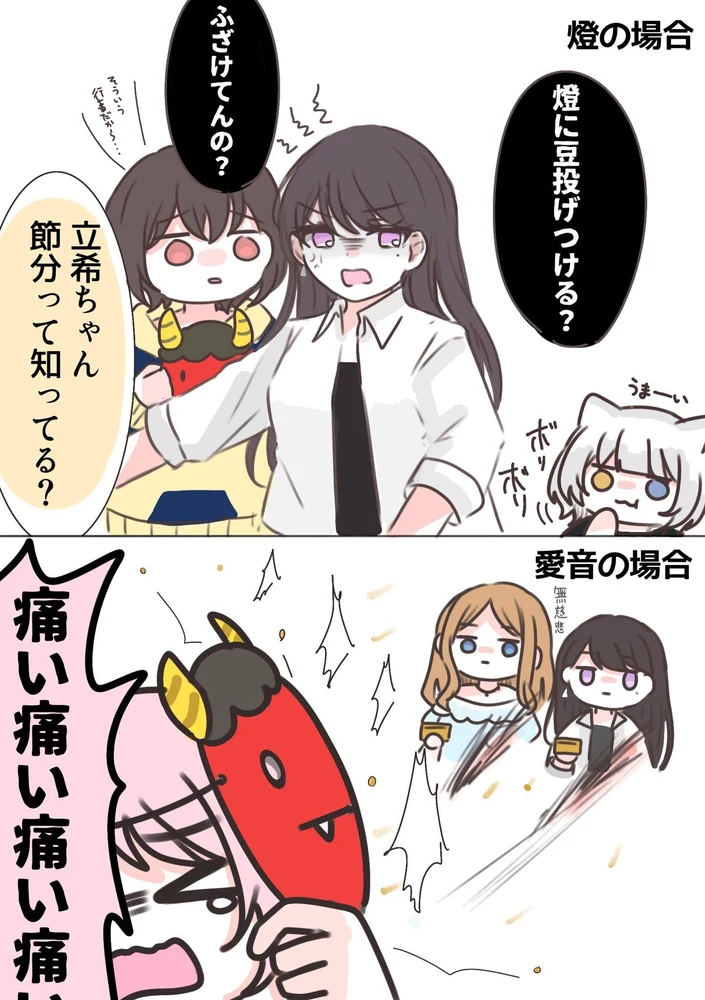 燈の場合
燈に豆投げつける？
ふざけてんの？
そういう
行事だから…
立希ちゃん
節分って知ってる？
うまーい
ボリ
ボリ
愛音の場合
無慈悲
痛い痛い痛い痛い